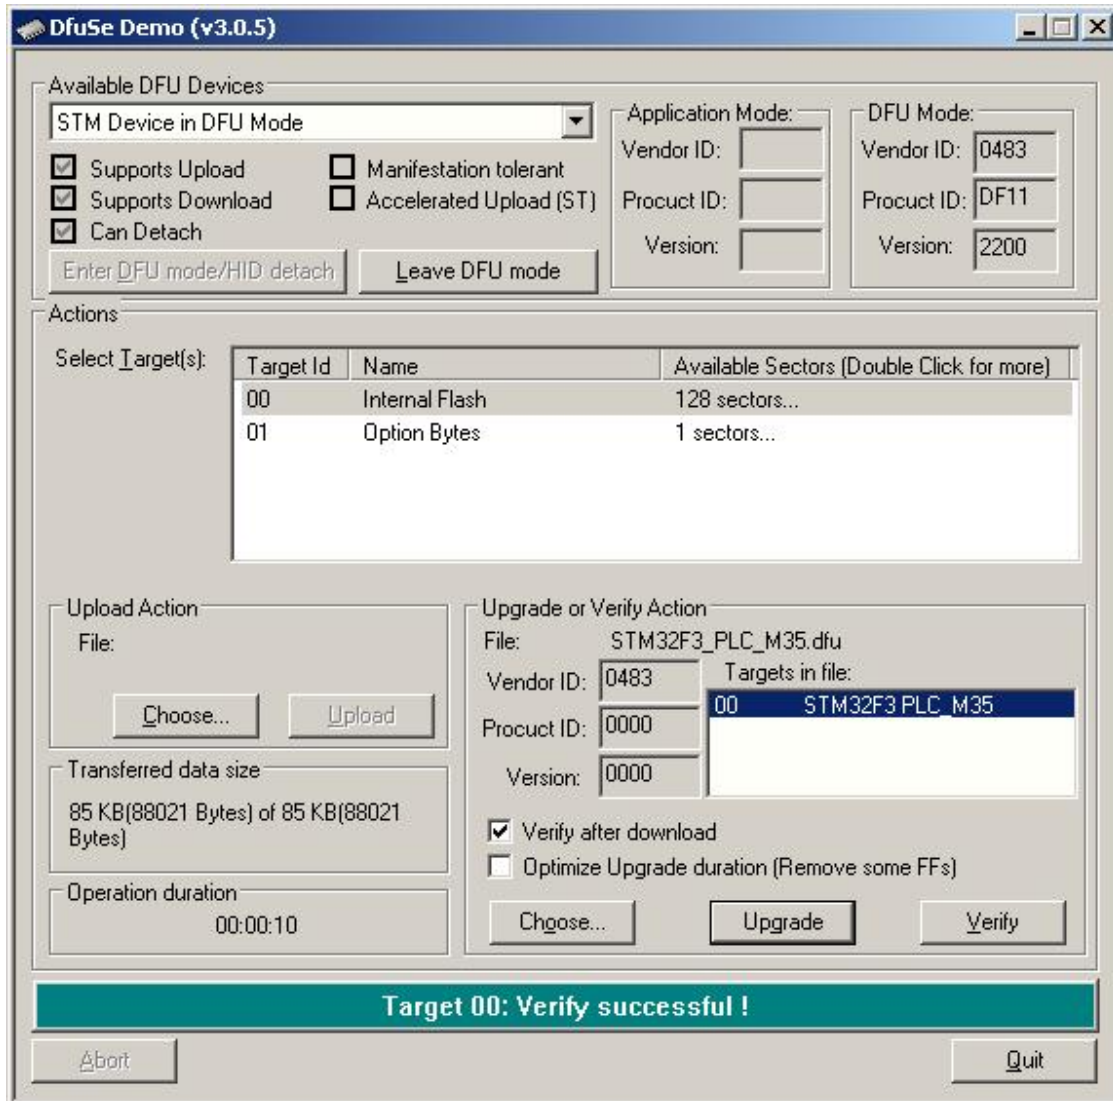 DfuSe Demo (v3.0.5)
Available DFU Devices
STM Device in DFU Mode
Supports Upload
Manifestation tolerant
Supports Download
Accelerated Upload (ST)
Can Detach
Enter DFU mode/HID detach
Leave DFU mode
Application Mode:
Vendor ID:
Procuct ID:
Version:
DFU Mode:
Vendor ID: 0483
Procuct ID: DF11
Version: 2200
Actions
Select Target(s):
Target Id Name Available Sectors (Double Click for more)
00 Internal Flash 128 sectors...
01 Option Bytes 1 sectors...
Upload Action
File:
Choose... Upload
Transferred data size
85 KB(88021 Bytes) of 85 KB(88021
Bytes)
Operation duration
00:00:10
Upgrade or Verify Action
File: STM32F3_PLC_M35.dfu
Vendor ID: 0483
Procuct ID: 0000
Version: 0000
Targets in file:
00 STM32F3 PLC_M35
Verify after download
Optimize Upgrade duration (Remove some FFs)
Choose... Upgrade Verify
Target 00: Verify successful !
Abort Quit